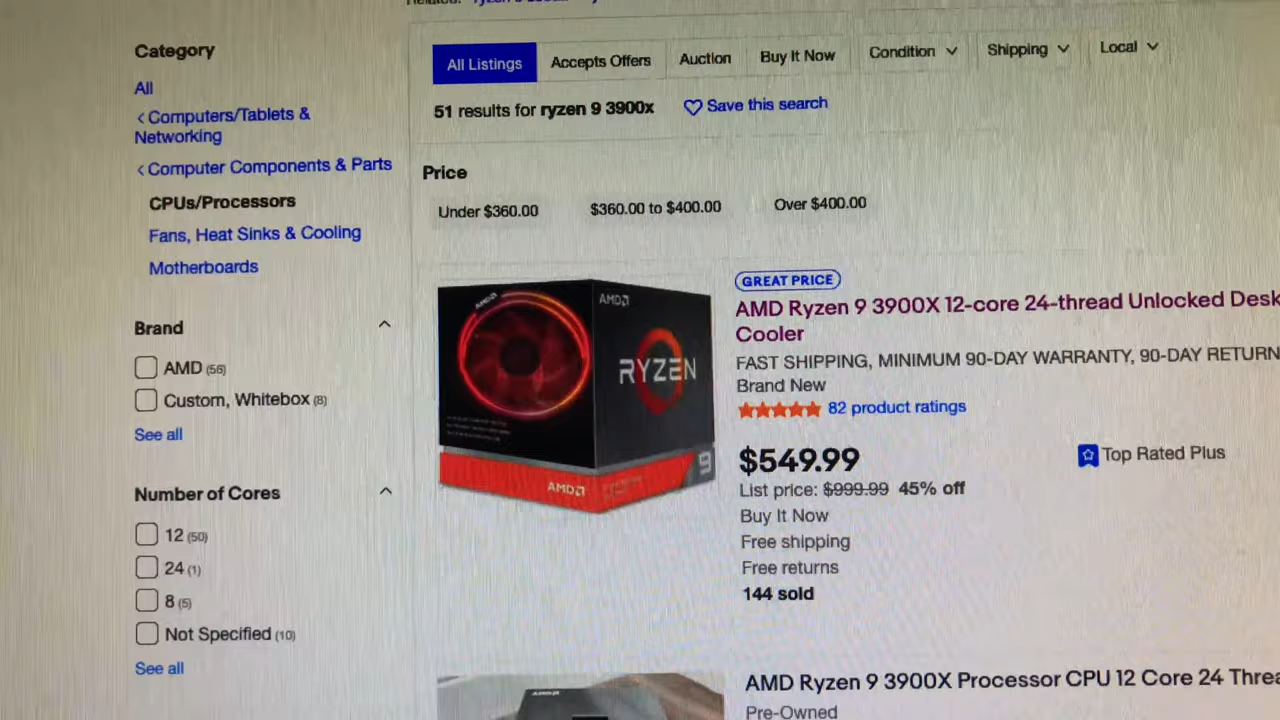 Category
All
< Computers/Tablets &
Networking
< Computer Components & Parts
CPUs/Processors
Fans, Heat Sinks & Cooling
Motherboards
Brand
AMD (56)
Custom, Whitebox (8)
See all
Number of Cores
12 (50)
24 (1)
8 (5)
Not Specified (10)
See all
All Listings Accepts Offers Auction Buy It Now Condition Shipping Local
51 results for ryzen 9 3900x Save this search
Price
Under $360.00 $360.00 to $400.00 Over $400.00
AMD
AMD
RYZEN
9
AMD
GREAT PRICE
AMD Ryzen 9 3900X 12-core 24-thread Unlocked Desk
Cooler
FAST SHIPPING, MINIMUM 90-DAY WARRANTY, 90-DAY RETURN
Brand New
82 product ratings
$549.99
Top Rated Plus
List price: $999.99 45% off
Buy It Now
Free shipping
Free returns
144 sold
AMD
AMD Ryzen 9 3900X Processor CPU 12 Core 24 Threa
Pre-Owned